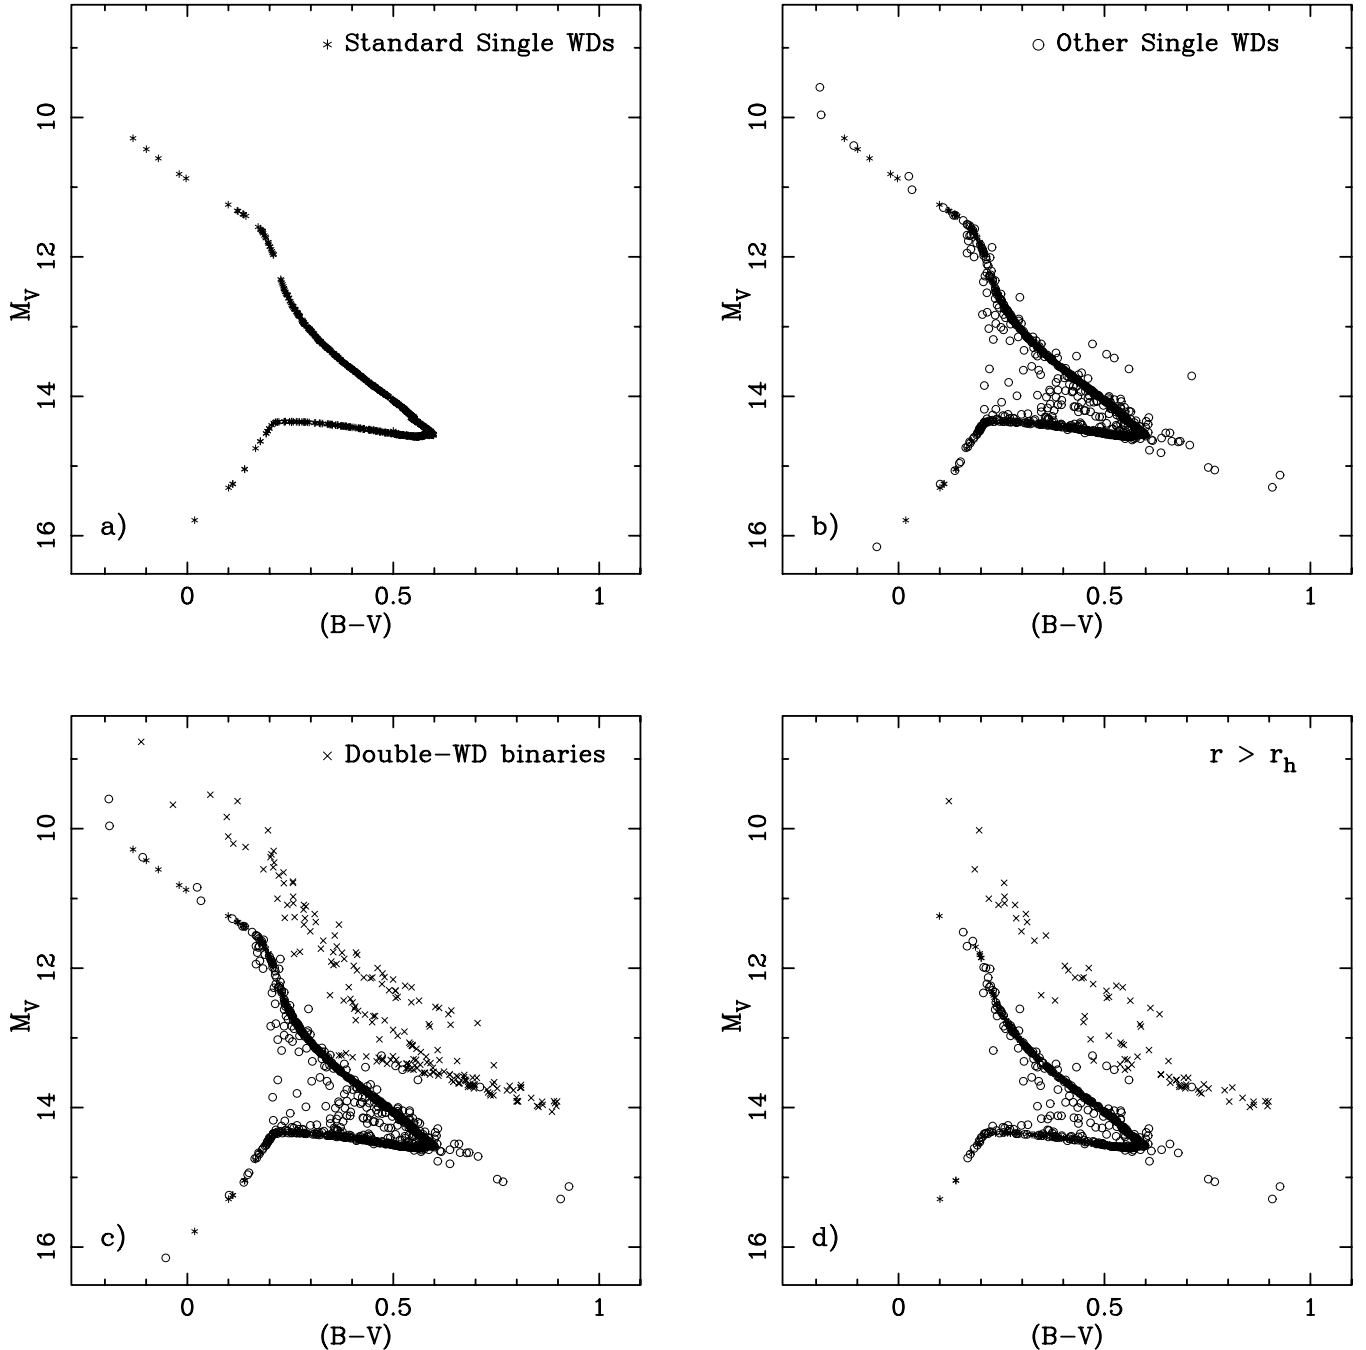 * Standard Single WDs
10
12
14
16
M_V
a)
0
0.5
1
(B−V)
○ Other Single WDs
10
12
14
16
M_V
b)
0
0.5
1
(B−V)
× Double−WD binaries
10
12
14
16
M_V
c)
0
0.5
1
(B−V)
r > r_h
10
12
14
16
M_V
d)
0
0.5
1
(B−V)